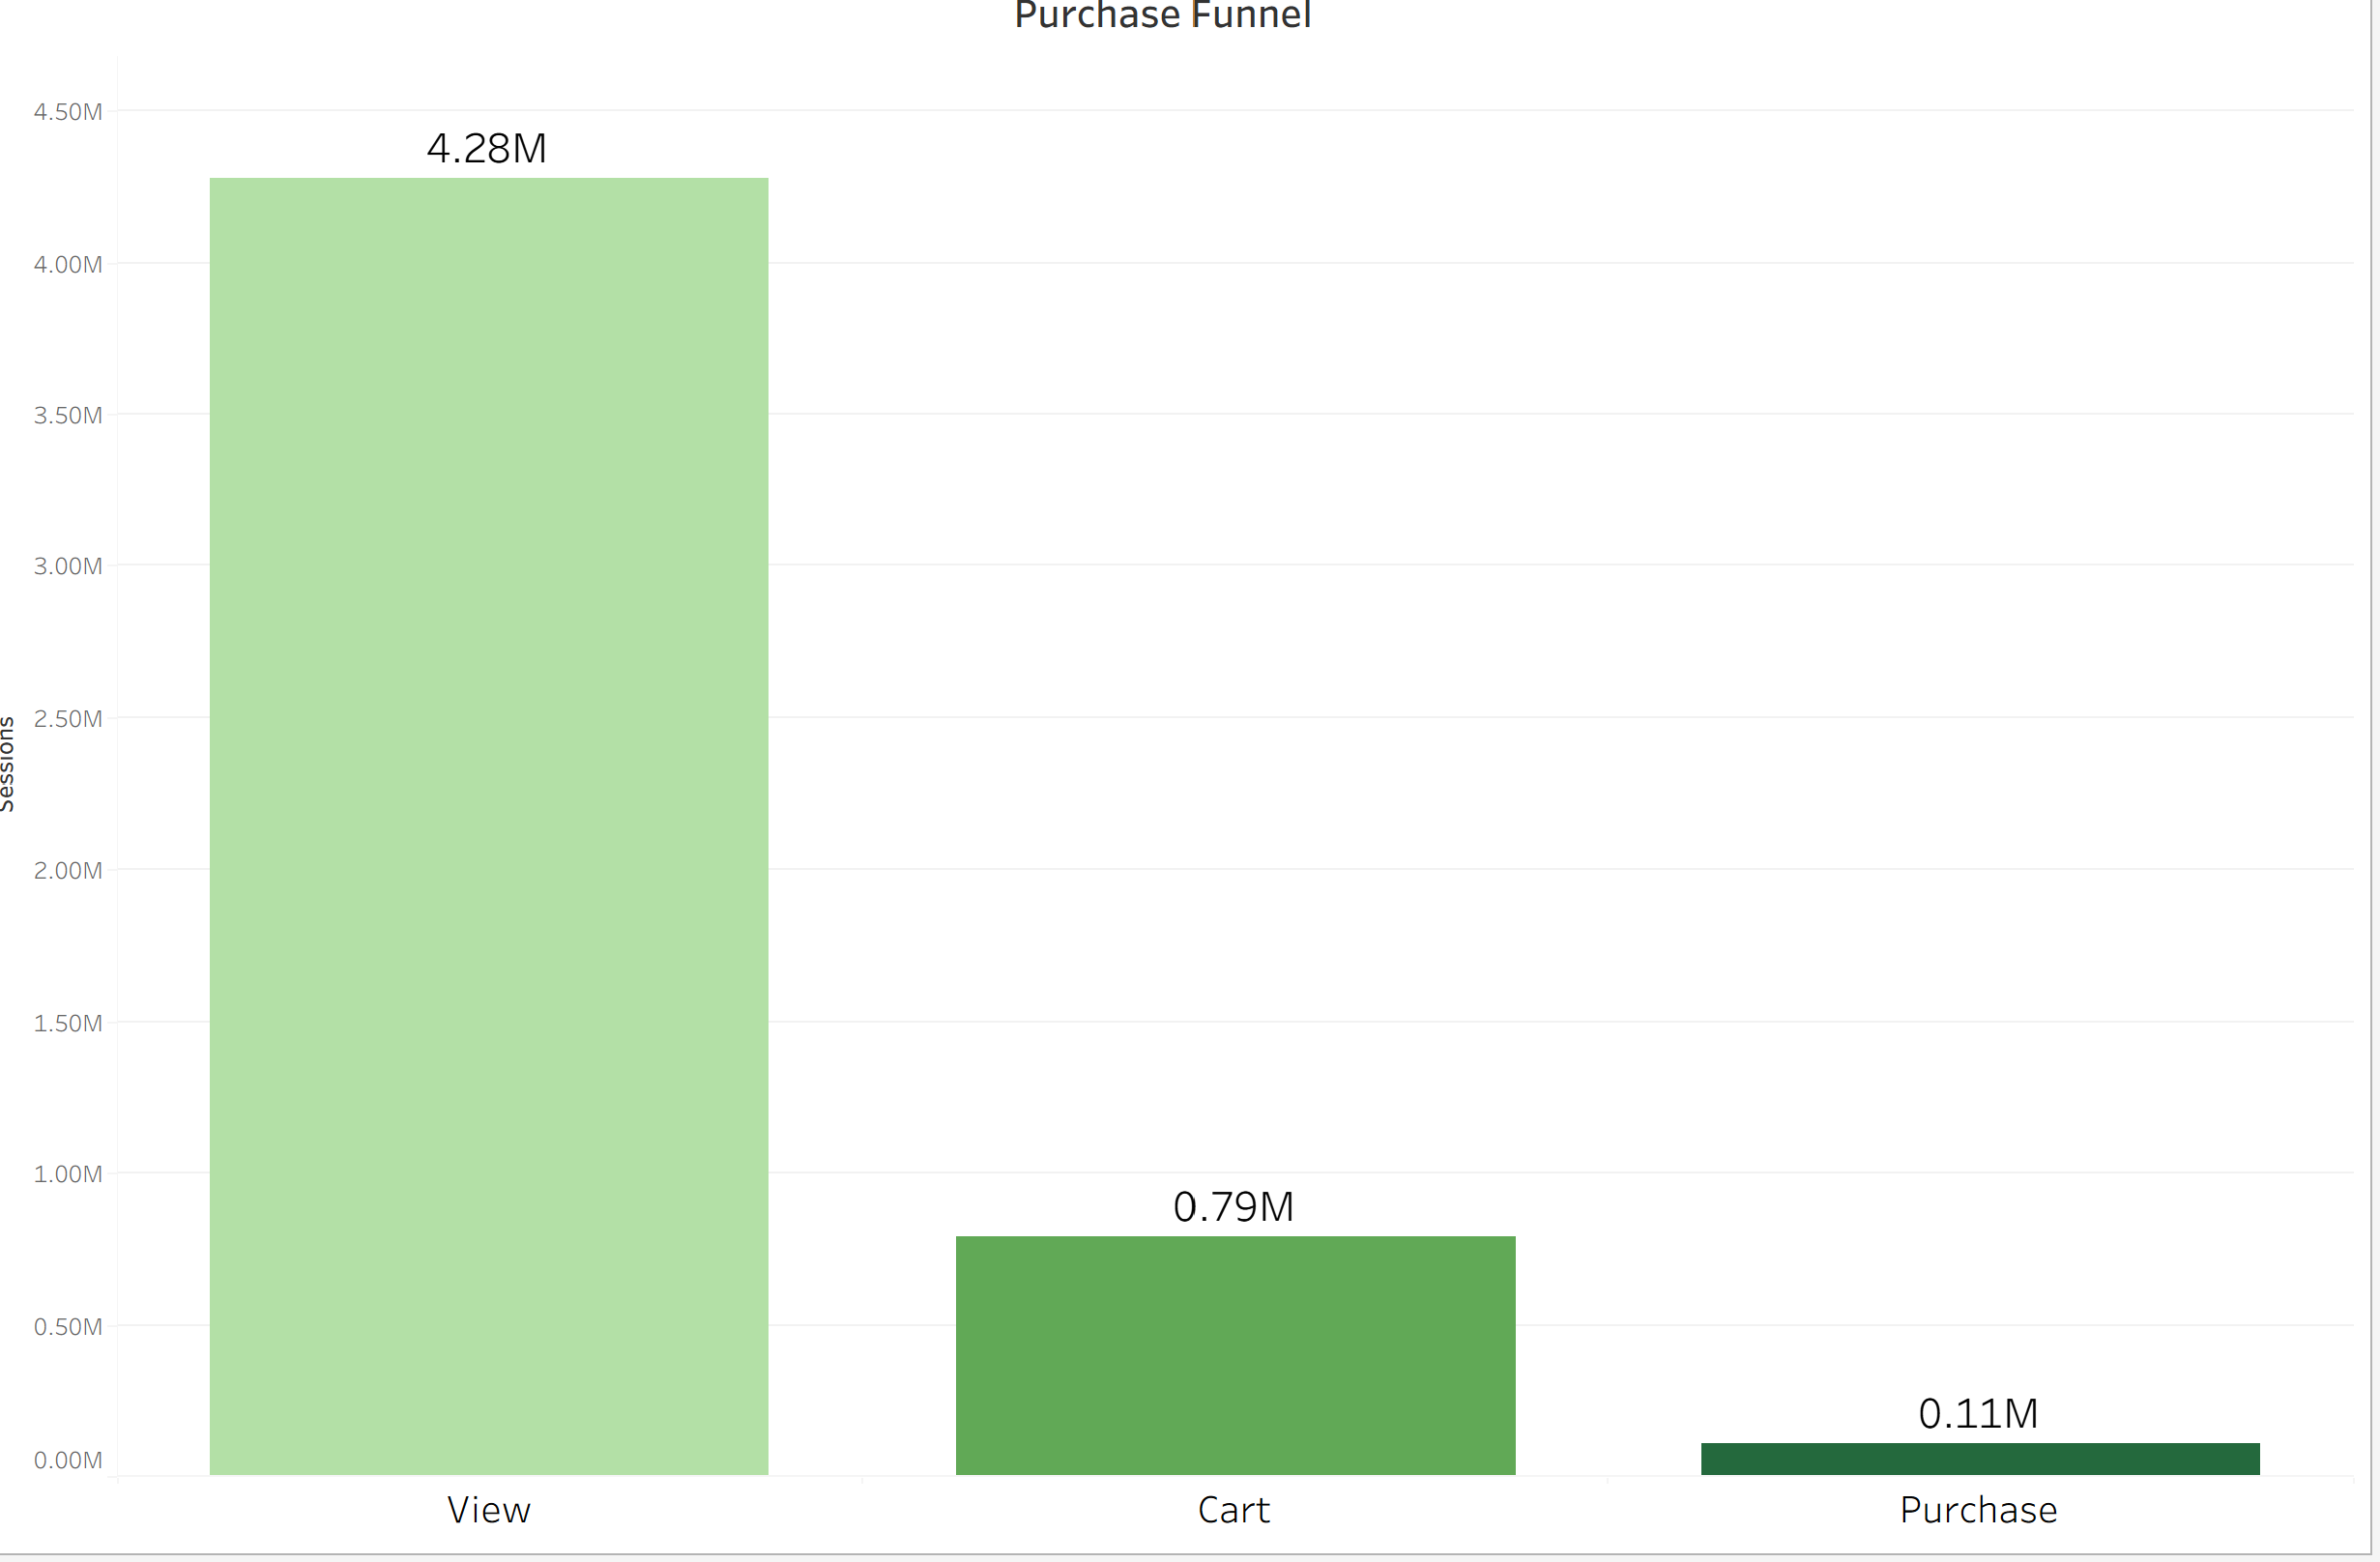 Purchase Funnel
4.50M
4.28M
4.00M
3.50M
3.00M
2.50M
Sessions
2.00M
1.50M
1.00M
0.79M
0.50M
0.11M
0.00M
View
Cart
Purchase